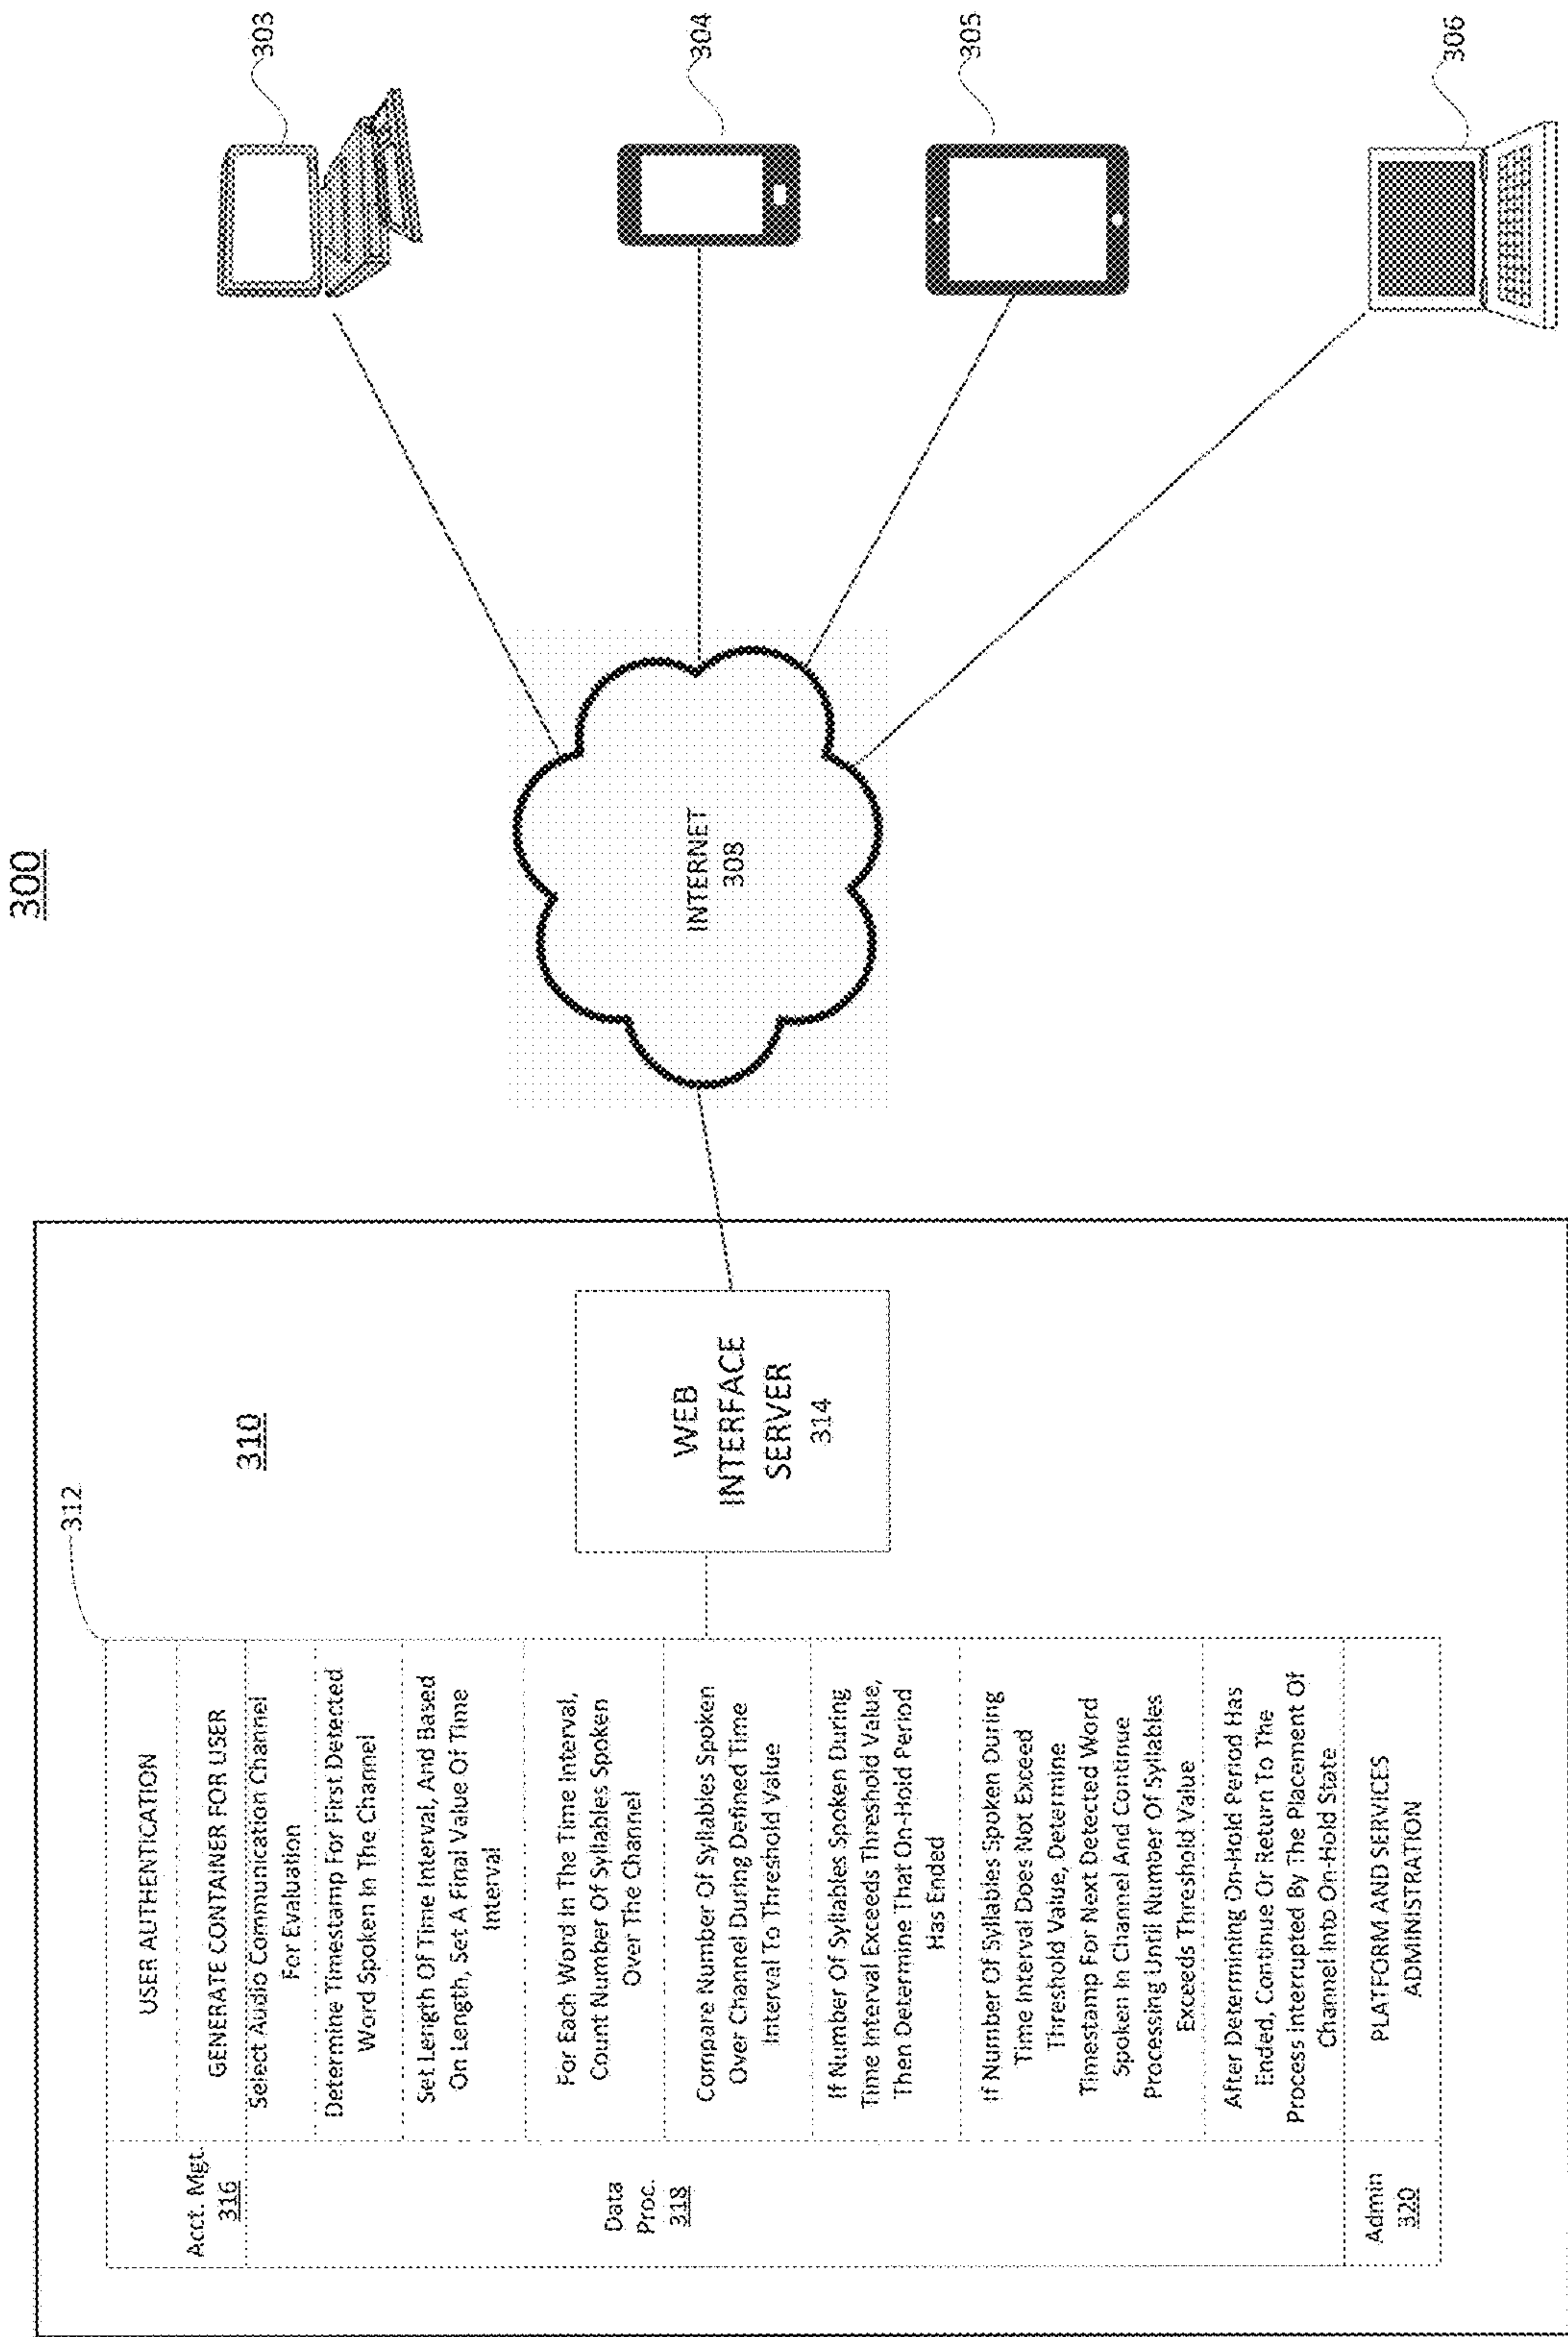 300
310
312
USER AUTHENTICATION
Acct. Mgt.
316
GENERATE CONTAINER FOR USER
Select Audio Communication Channel
For Evaluation
Determine Timestamp For First Detected
Word Spoken In The Channel
Set Length Of Time Interval, And Based
On Length, Set A Final Value Of Time
Interval
For Each Word In The Time Interval,
Count Number Of Syllables Spoken
Over The Channel
Data
Proc.
318
Compare Number Of Syllables Spoken
Over Channel During Defined Time
Interval To Threshold Value
If Number Of Syllables Spoken During
Time Interval Exceeds Threshold Value,
Then Determine That On-Hold Period
Has Ended
If Number Of Syllables Spoken During
Time Interval Does Not Exceed
Threshold Value, Determine
Timestamp For Next Detected Word
Spoken In Channel And Continue
Processing Until Number Of Syllables
Exceeds Threshold Value
After Determining On-Hold Period Has
Ended, Continue Or Return To The
Process Interrupted By The Placement Of
Channel Into On-Hold State
Admin
320
PLATFORM AND SERVICES
ADMINISTRATION
WEB
INTERFACE
SERVER
314
INTERNET
308
303
304
305
306